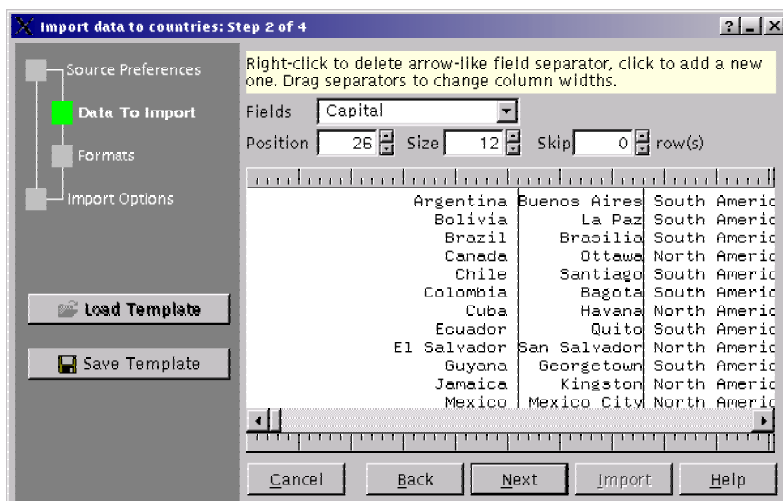 Import data to countries: Step 2 of 4
Source Preferences
Data To Import
Formats
Import Options
Load Template
Save Template
Right-click to delete arrow-like field separator, click to add a new
one. Drag separators to change column widths.
Fields Capital
Position 26 Size 12 Skip 0 row(s)
Argentina Buenos Aires South Americ
Bolivia La Paz South Americ
Brazil Brasilia South Americ
Canada Ottawa North Americ
Chile Santiago South Americ
Colombia Bagota South Americ
Cuba Havana North Americ
Ecuador Quito South Americ
El Salvador San Salvador North Americ
Guyana Georgetown South Americ
Jamaica Kingston North Americ
Mexico Mexico City North Americ
Cancel Back Next Import Help